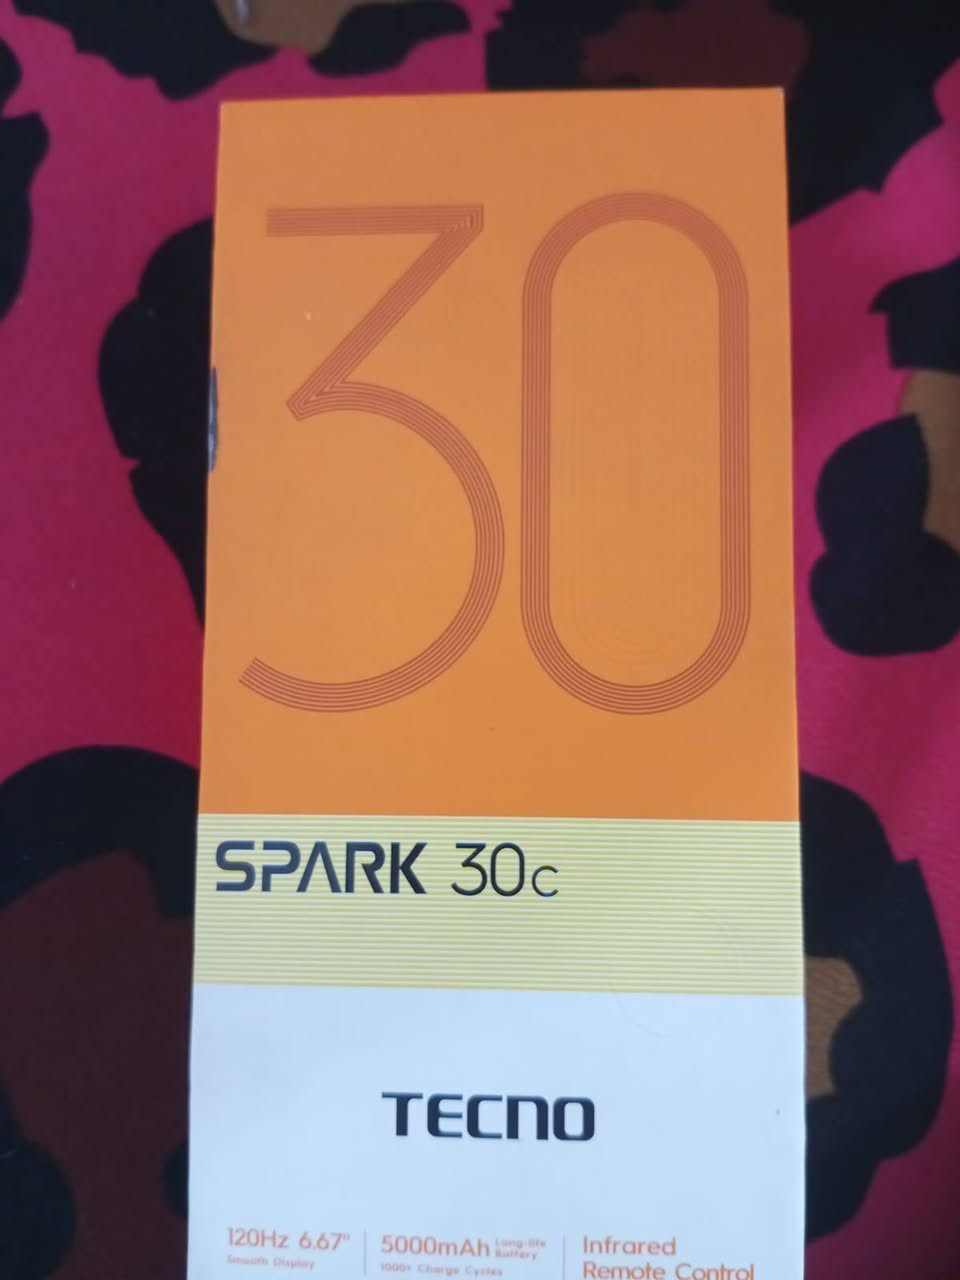 30
SPARK 30c
TECNO
120Hz 6.67"
Smooth Display
5000mAh Long-life Battery
1000+ Charge Cycles
Infrared
Remote Control